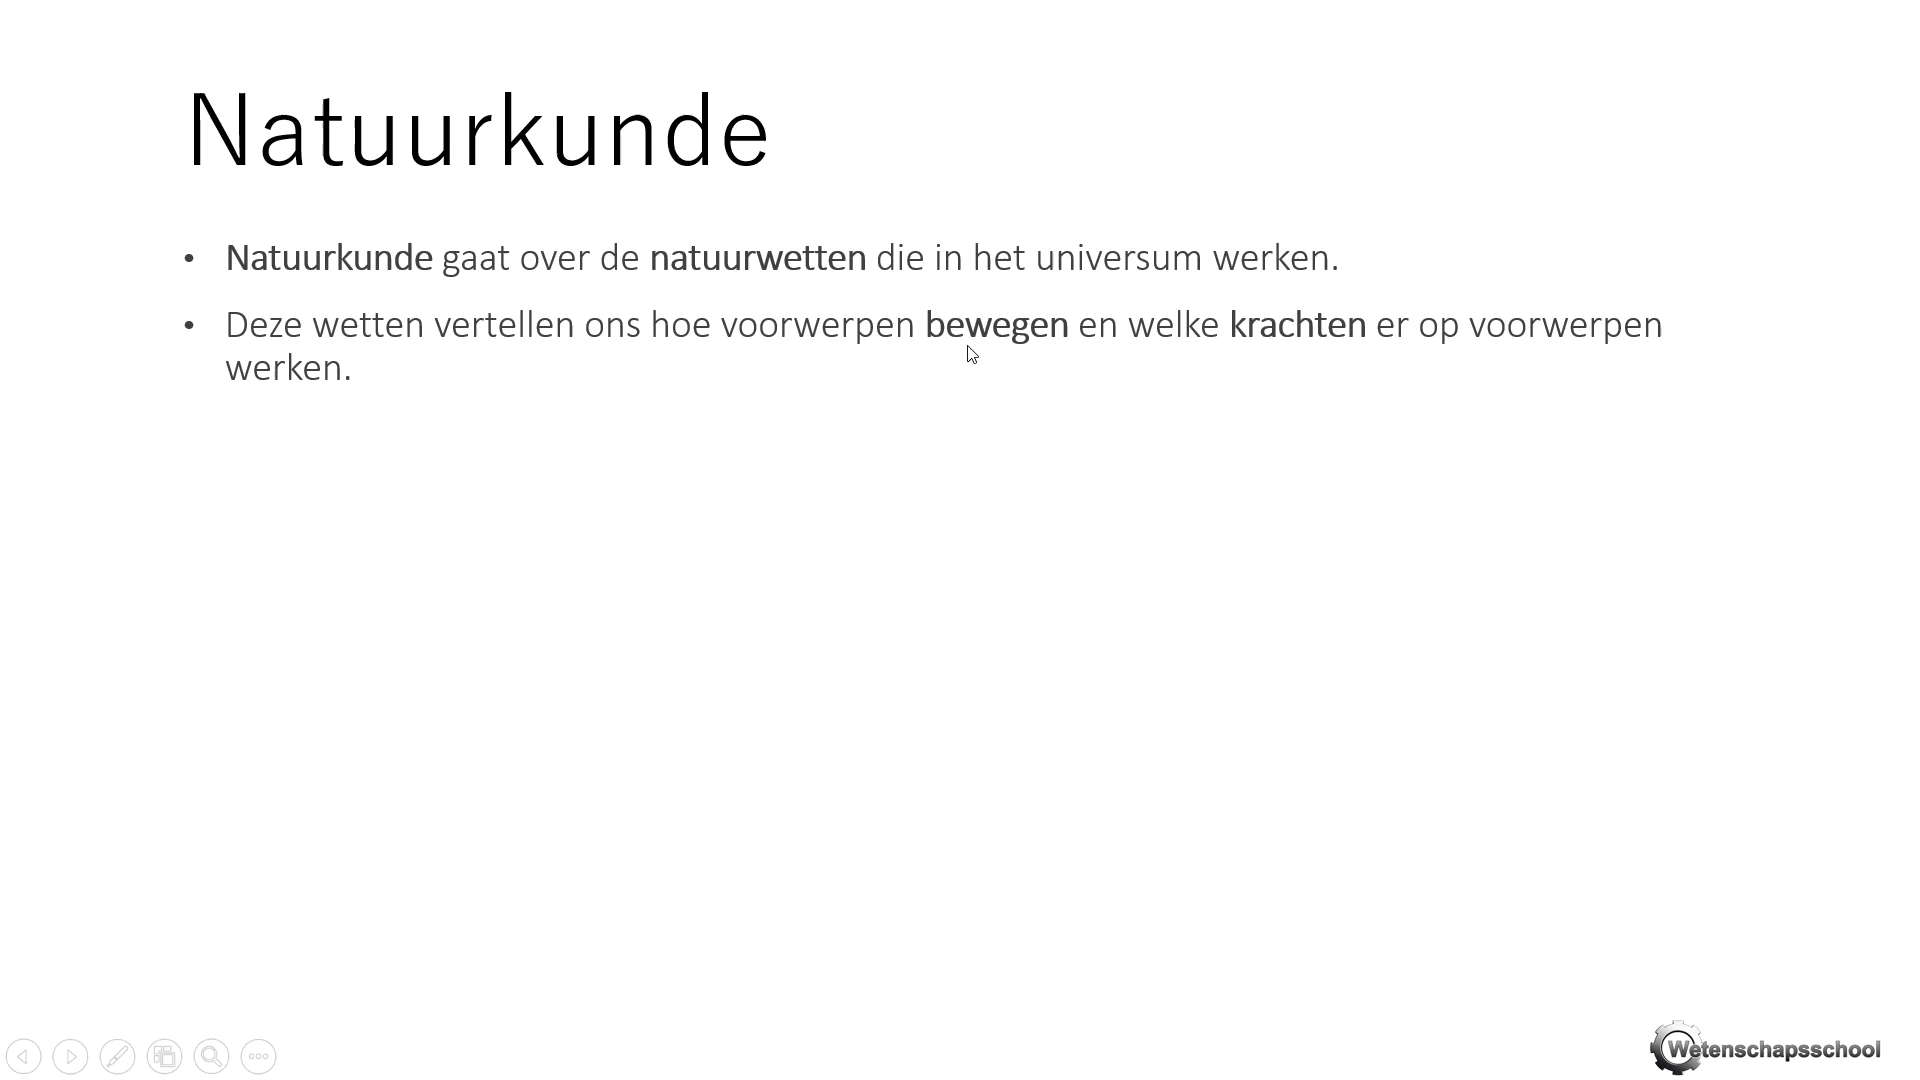 Natuurkunde
• Natuurkunde gaat over de natuurwetten die in het universum werken.
• Deze wetten vertellen ons hoe voorwerpen bewegen en welke krachten er op voorwerpen
werken.
Wetenschapsschool